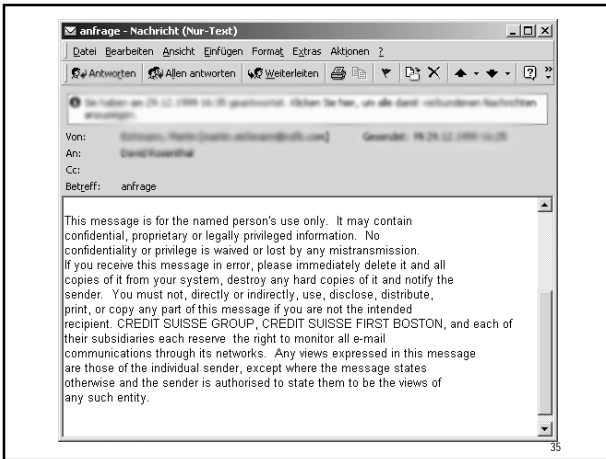 anfrage - Nachricht (Nur-Text)
Datei Bearbeiten Ansicht Einfügen Format Extras Aktionen ?
Antworten Allen antworten Weiterleiten
Von:
An:
Cc:
Betreff: anfrage
This message is for the named person's use only. It may contain
confidential, proprietary or legally privileged information. No
confidentiality or privilege is waived or lost by any mistransmission.
If you receive this message in error, please immediately delete it and all
copies of it from your system, destroy any hard copies of it and notify the
sender. You must not, directly or indirectly, use, disclose, distribute,
print, or copy any part of this message if you are not the intended
recipient. CREDIT SUISSE GROUP, CREDIT SUISSE FIRST BOSTON, and each of
their subsidiaries each reserve the right to monitor all e-mail
communications through its networks. Any views expressed in this message
are those of the individual sender, except where the message states
otherwise and the sender is authorised to state them to be the views of
any such entity.
35